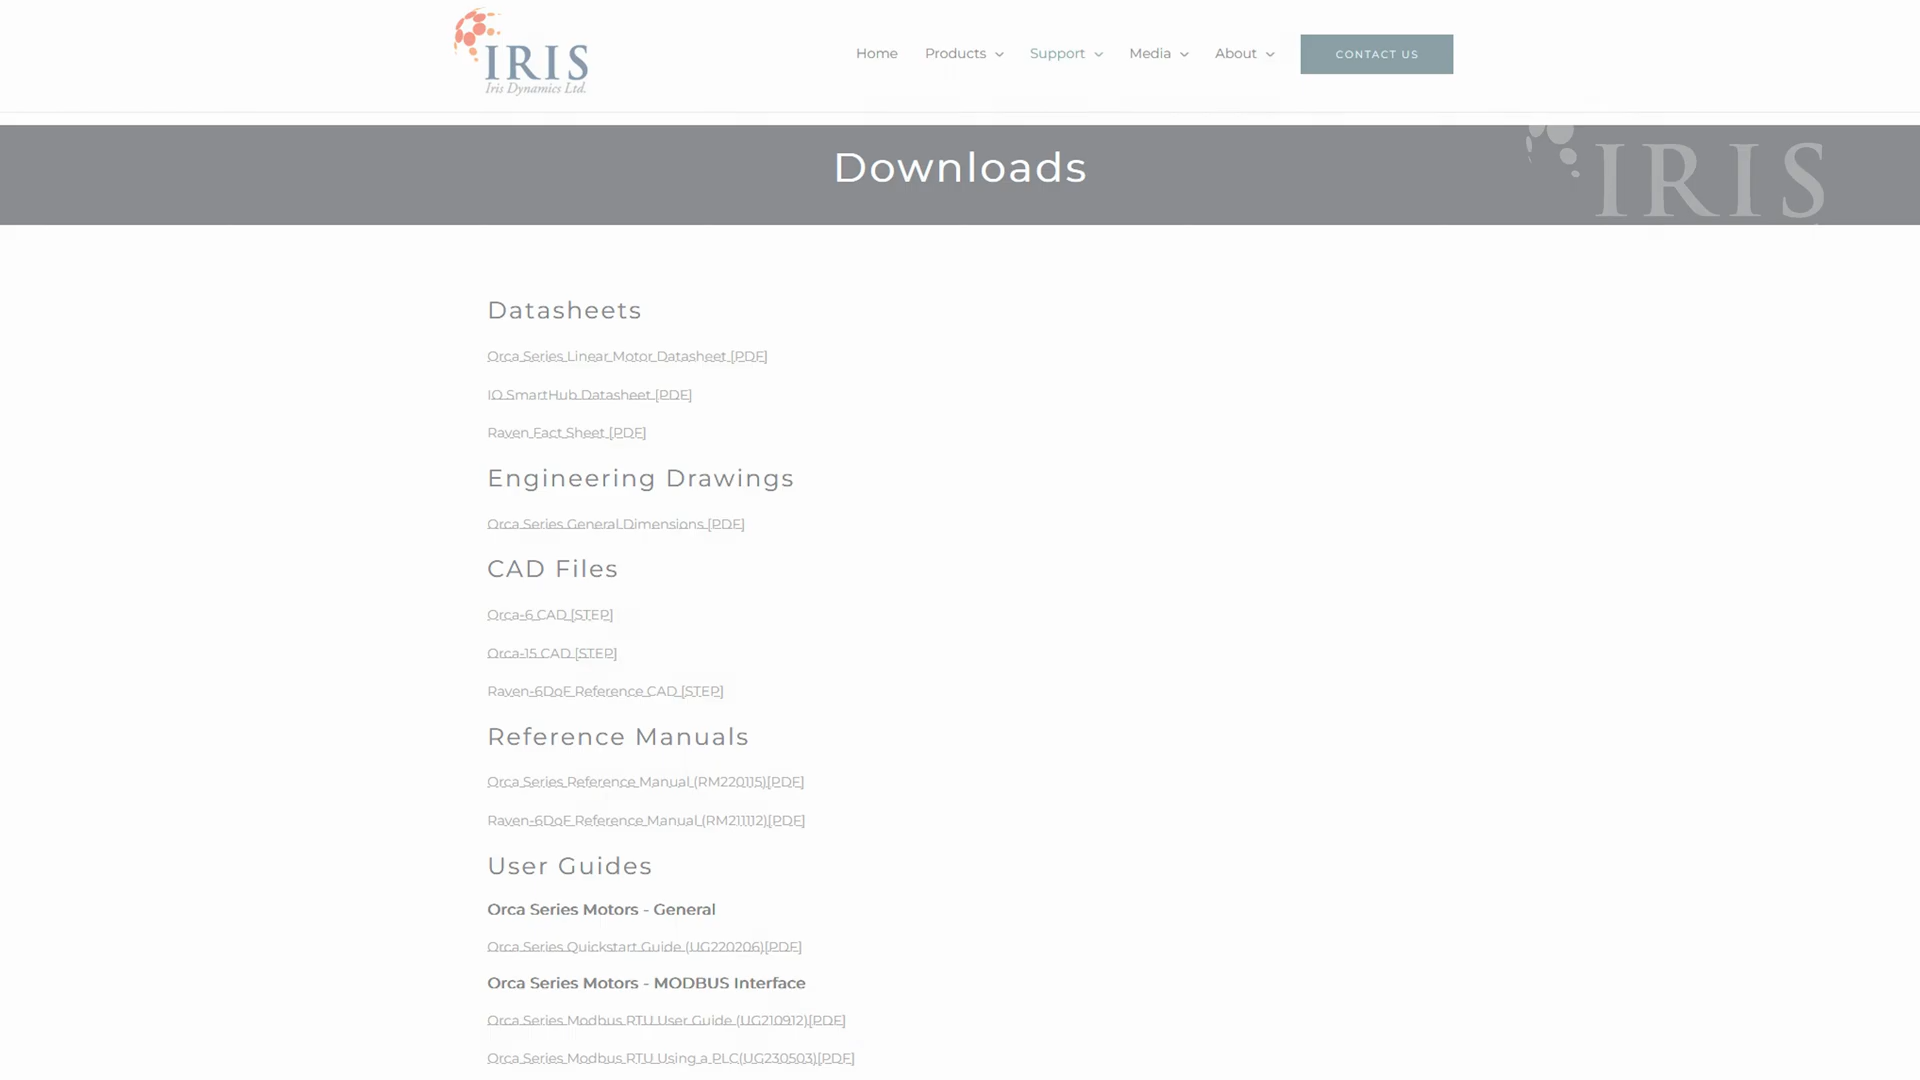 IRIS
Iris Dynamics Ltd.
Home Products Support Media About CONTACT US
Downloads
IRIS
Datasheets
Orca Series Linear Motor Datasheet [PDF]
IO SmartHub Datasheet [PDF]
Raven Fact Sheet [PDF]
Engineering Drawings
Orca Series General Dimensions [PDF]
CAD Files
Orca-6 CAD [STEP]
Orca-15 CAD [STEP]
Raven-6DoF Reference CAD [STEP]
Reference Manuals
Orca Series Reference Manual (RM220115)[PDF]
Raven-6DoF Reference Manual (RM211112)[PDF]
User Guides
Orca Series Motors - General
Orca Series Quickstart Guide (UG220206)[PDF]
Orca Series Motors - MODBUS Interface
Orca Series Modbus RTU User Guide (UG210912)[PDF]
Orca Series Modbus RTU Using a PLC(UG230503)[PDF]